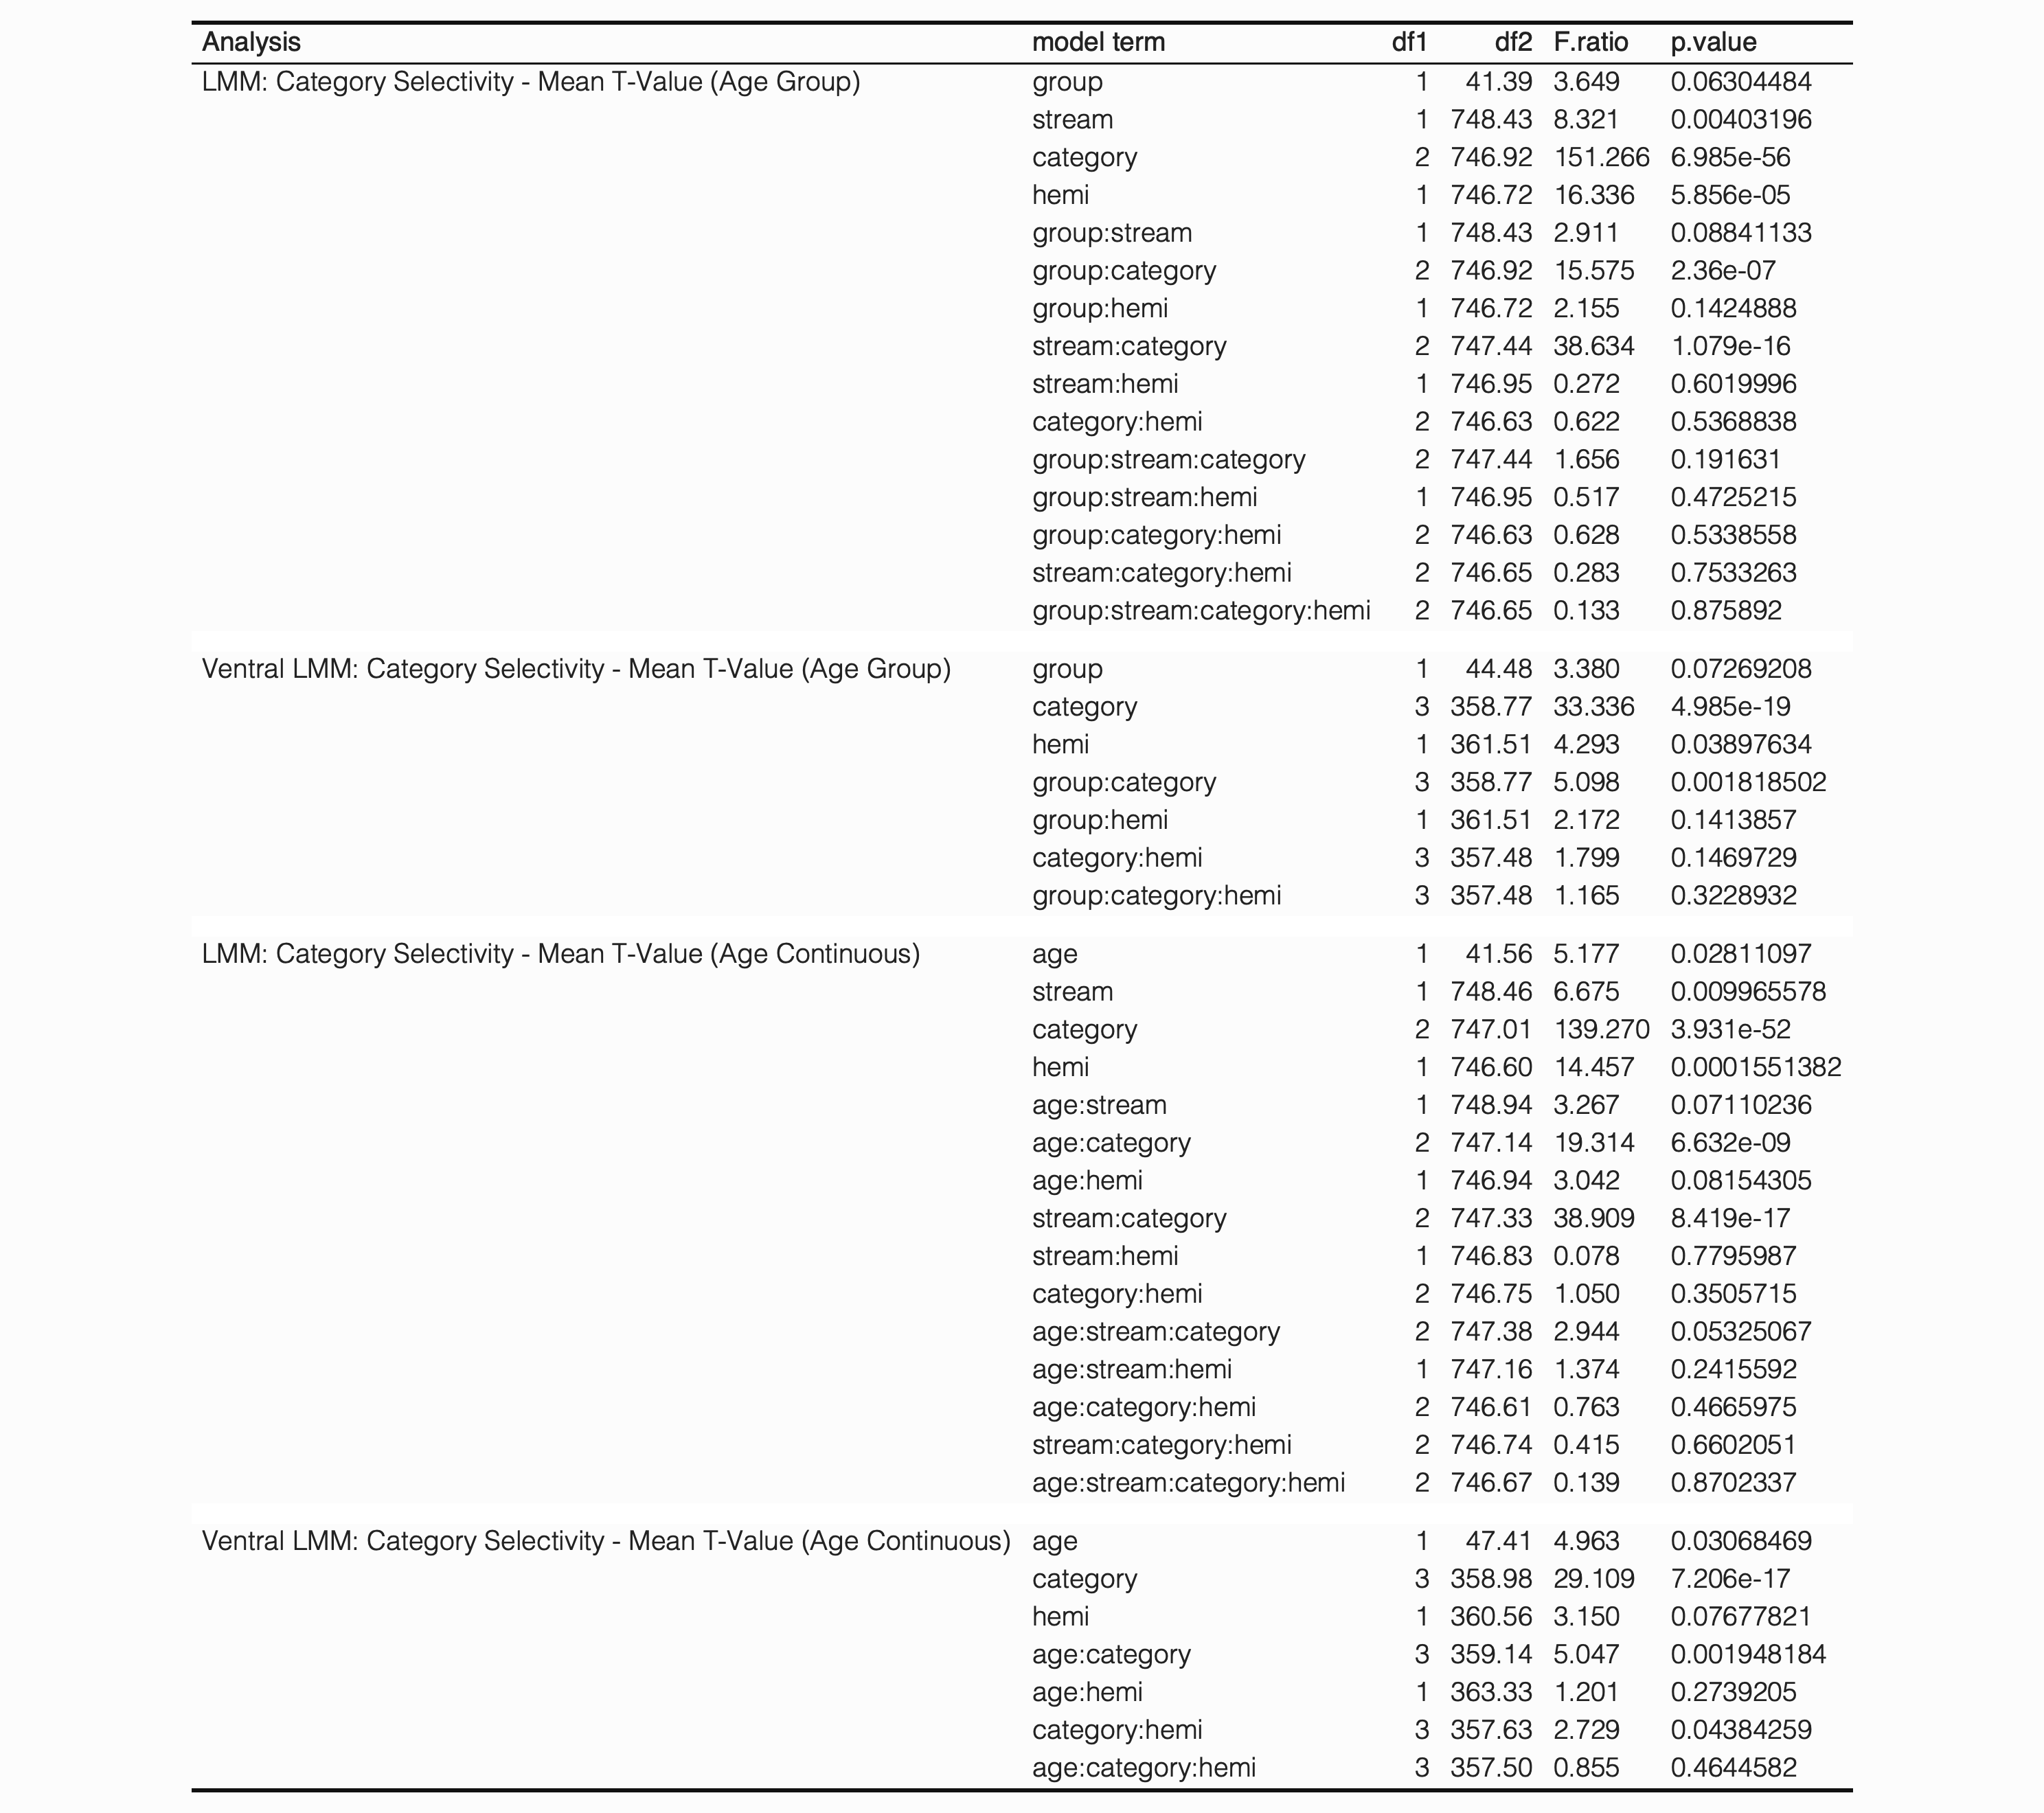 Analysis model term df1 df2 F.ratio p.value
LMM: Category Selectivity - Mean T-Value (Age Group) group 1 41.39 3.649 0.06304484
stream 1 748.43 8.321 0.00403196
category 2 746.92 151.266 6.985e-56
hemi 1 746.72 16.336 5.856e-05
group:stream 1 748.43 2.911 0.08841133
group:category 2 746.92 15.575 2.36e-07
group:hemi 1 746.72 2.155 0.1424888
stream:category 2 747.44 38.634 1.079e-16
stream:hemi 1 746.95 0.272 0.6019996
category:hemi 2 746.63 0.622 0.5368838
group:stream:category 2 747.44 1.656 0.191631
group:stream:hemi 1 746.95 0.517 0.4725215
group:category:hemi 2 746.63 0.628 0.5338558
stream:category:hemi 2 746.65 0.283 0.7533263
group:stream:category:hemi 2 746.65 0.133 0.875892
Ventral LMM: Category Selectivity - Mean T-Value (Age Group) group 1 44.48 3.380 0.07269208
category 3 358.77 33.336 4.985e-19
hemi 1 361.51 4.293 0.03897634
group:category 3 358.77 5.098 0.001818502
group:hemi 1 361.51 2.172 0.1413857
category:hemi 3 357.48 1.799 0.1469729
group:category:hemi 3 357.48 1.165 0.3228932
LMM: Category Selectivity - Mean T-Value (Age Continuous) age 1 41.56 5.177 0.02811097
stream 1 748.46 6.675 0.009965578
category 2 747.01 139.270 3.931e-52
hemi 1 746.60 14.457 0.0001551382
age:stream 1 748.94 3.267 0.07110236
age:category 2 747.14 19.314 6.632e-09
age:hemi 1 746.94 3.042 0.08154305
stream:category 2 747.33 38.909 8.419e-17
stream:hemi 1 746.83 0.078 0.7795987
category:hemi 2 746.75 1.050 0.3505715
age:stream:category 2 747.38 2.944 0.05325067
age:stream:hemi 1 747.16 1.374 0.2415592
age:category:hemi 2 746.61 0.763 0.4665975
stream:category:hemi 2 746.74 0.415 0.6602051
age:stream:category:hemi 2 746.67 0.139 0.8702337
Ventral LMM: Category Selectivity - Mean T-Value (Age Continuous) age 1 47.41 4.963 0.03068469
category 3 358.98 29.109 7.206e-17
hemi 1 360.56 3.150 0.07677821
age:category 3 359.14 5.047 0.001948184
age:hemi 1 363.33 1.201 0.2739205
category:hemi 3 357.63 2.729 0.04384259
age:category:hemi 3 357.50 0.855 0.4644582